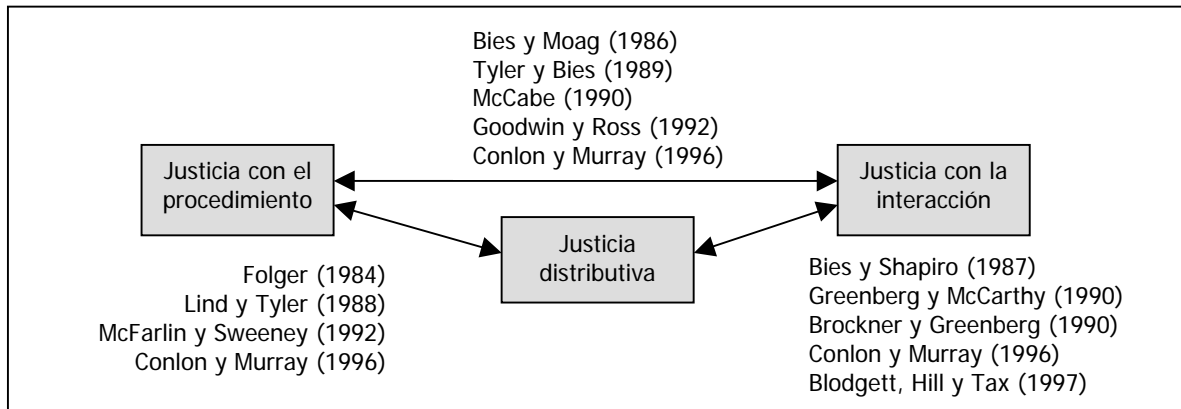 Bies y Moag (1986)
Tyler y Bies (1989)
McCabe (1990)
Goodwin y Ross (1992)
Conlon y Murray (1996)
Justicia con el
procedimiento
Justicia con la
interacción
Justicia
distributiva
Folger (1984)
Lind y Tyler (1988)
McFarlin y Sweeney (1992)
Conlon y Murray (1996)
Bies y Shapiro (1987)
Greenberg y McCarthy (1990)
Brockner y Greenberg (1990)
Conlon y Murray (1996)
Blodgett, Hill y Tax (1997)